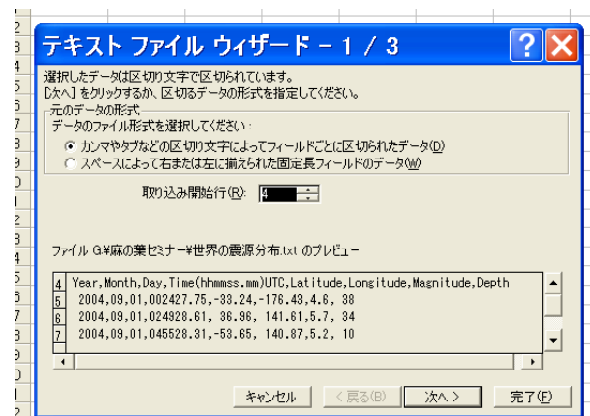 テキスト ファイル ウィザード - 1 / 3
選択したデータは区切り文字で区切られています。
[次へ] をクリックするか、区切るデータの形式を指定してください。
元のデータの形式
データのファイル形式を選択してください:
カンマやタブなどの区切り文字によってフィールドごとに区切られたデータ(D)
スペースによって右または左に揃えられた固定長フィールドのデータ(W)
取り込み開始行(R): 4
ファイル G:¥麻の葉セミナー¥世界の震源分布.txt のプレビュー
4 Year,Month,Day,Time(hhmmss.mm)UTC,Latitude,Longitude,Magnitude,Depth
5 2004,09,01,002427.75,-33.24,-176.43,4.6, 38
6 2004,09,01,024928.61, 36.96, 141.61,5.7, 34
7 2004,09,01,045528.31,-53.65, 140.87,5.2, 10
キャンセル < 戻る(B) 次へ > 完了(F)